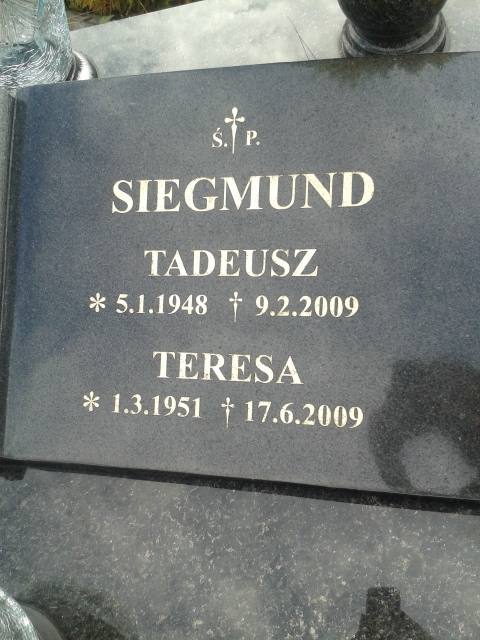 Ś. † P.
SIEGMUND
TADEUSZ
* 5.1.1948 † 9.2.2009
TERESA
* 1.3.1951 † 17.6.2009